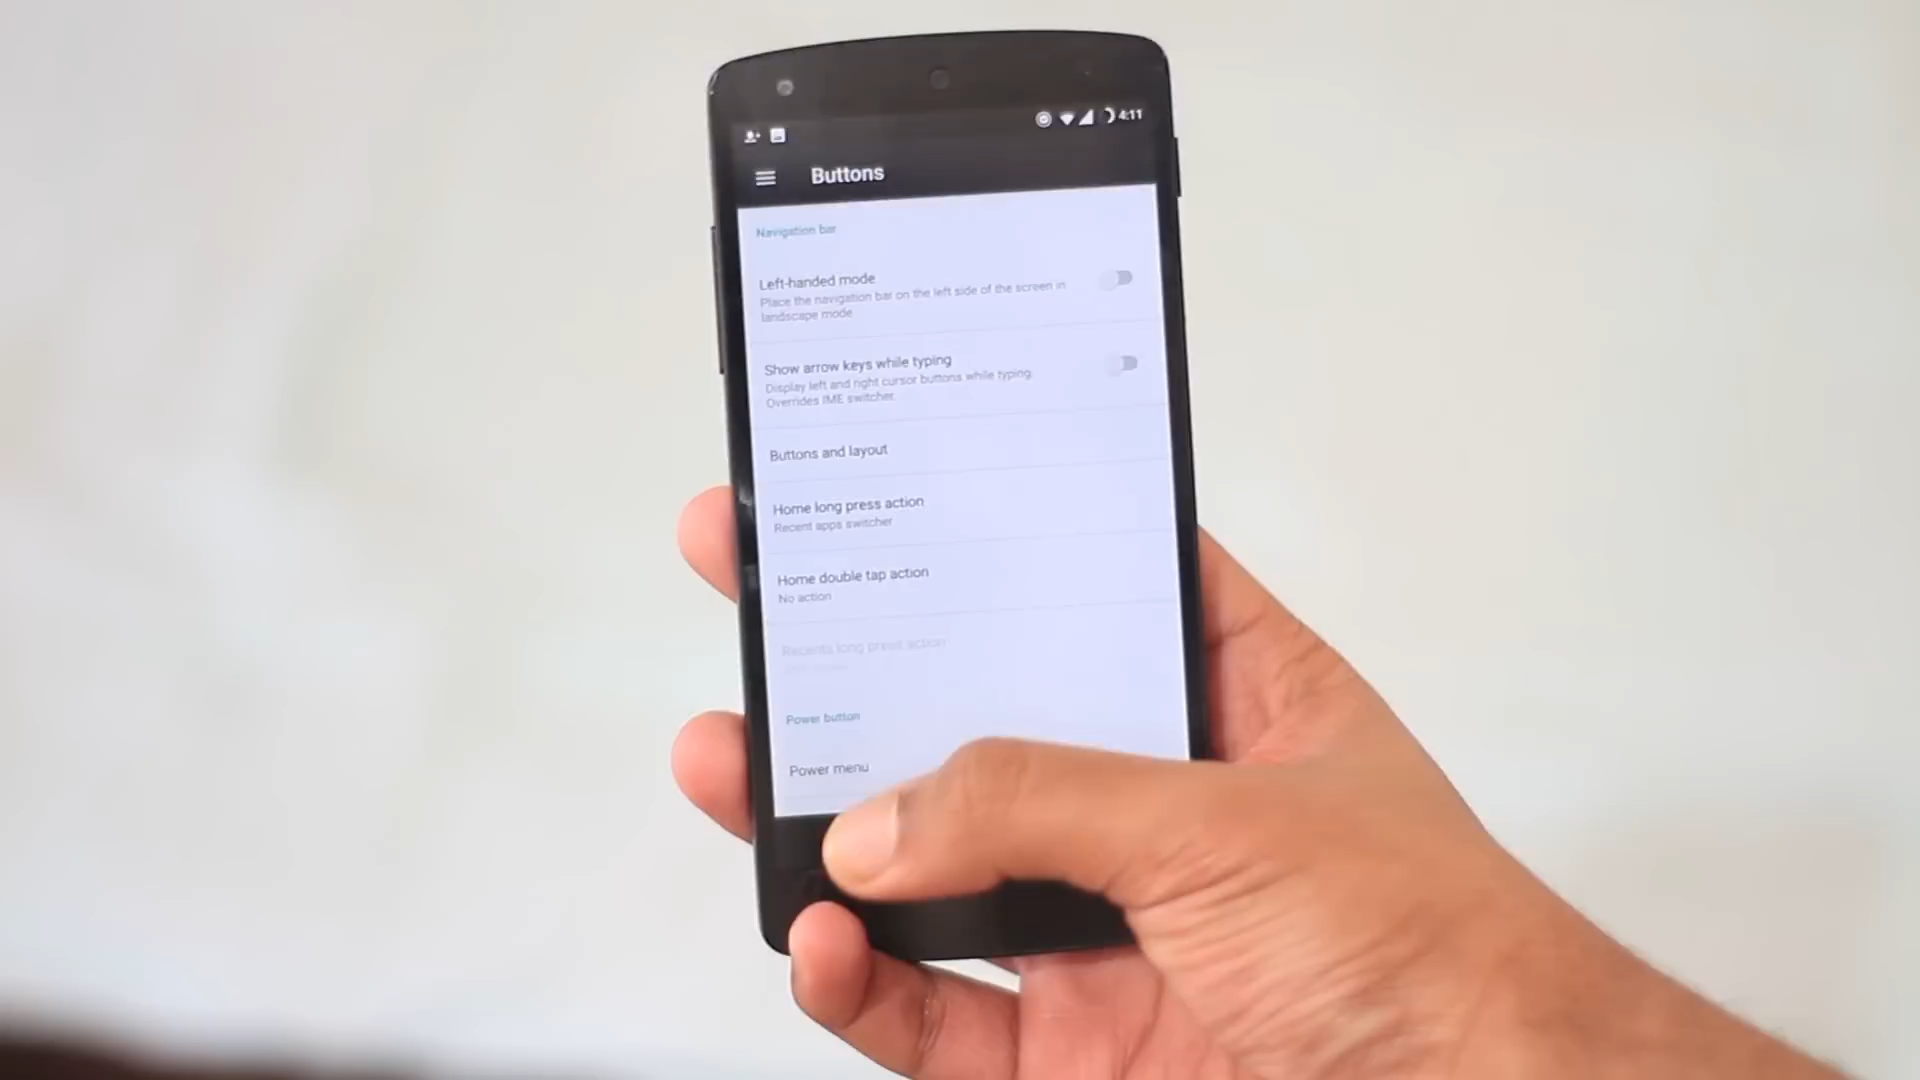 4:11
Buttons
Navigation bar
Left-handed mode
Place the navigation bar on the left side of the screen in
landscape mode
Show arrow keys while typing
Display left and right cursor buttons while typing.
Overrides IME switcher.
Buttons and layout
Home long press action
Recent apps switcher
Home double tap action
No action
Recents long press action
Power button
Power menu